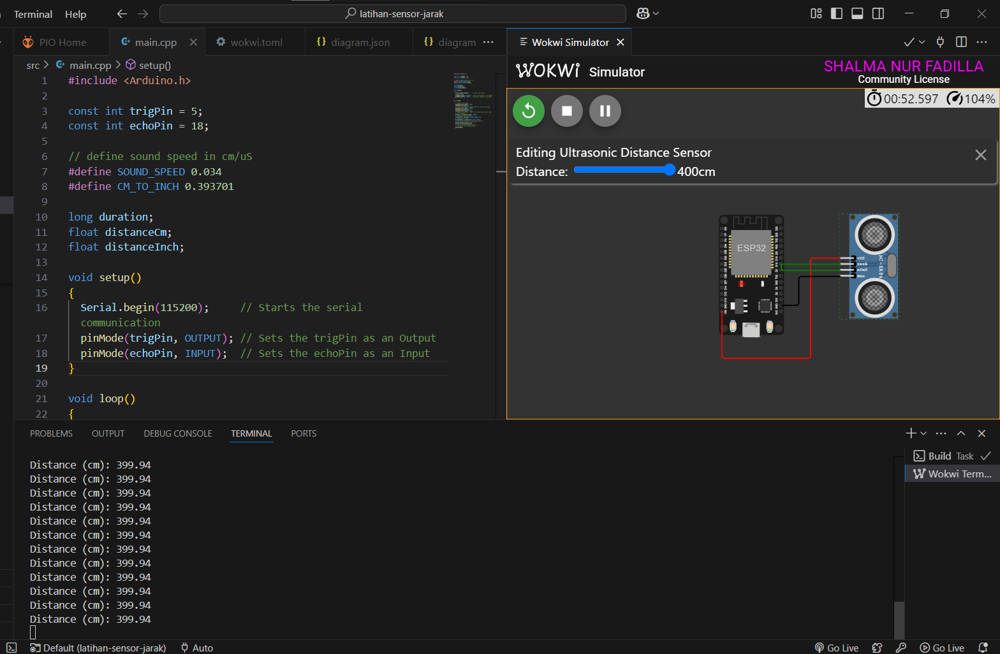 Terminal Help
latihan-sensor-jarak
PIO Home
main.cpp
wokwi.toml
diagram.json
diagram
Wokwi Simulator
src > main.cpp > setup()
1 #include <Arduino.h>
2
3 const int trigPin = 5;
4 const int echoPin = 18;
5
6 // define sound speed in cm/uS
7 #define SOUND_SPEED 0.034
8 #define CM_TO_INCH 0.393701
9
10 long duration;
11 float distanceCm;
12 float distanceInch;
13
14 void setup()
15 {
16 Serial.begin(115200); // Starts the serial
communication
17 pinMode(trigPin, OUTPUT); // Sets the trigPin as an Output
18 pinMode(echoPin, INPUT); // Sets the echoPin as an Input
19 }
20
21 void loop()
22 {
WOKWI Simulator
SHALMA NUR FADILLA
Community License
00:52.597 104%
Editing Ultrasonic Distance Sensor
Distance: 400cm
ESP32
HC-SR04
VCC
TRIG
ECHO
GND
PROBLEMS OUTPUT DEBUG CONSOLE TERMINAL PORTS
Distance (cm): 399.94
Distance (cm): 399.94
Distance (cm): 399.94
Distance (cm): 399.94
Distance (cm): 399.94
Distance (cm): 399.94
Distance (cm): 399.94
Distance (cm): 399.94
Distance (cm): 399.94
Distance (cm): 399.94
Distance (cm): 399.94
Distance (cm): 399.94
Build Task
Wokwi Term...
Default (latihan-sensor-jarak) Auto
Go Live
Go Live